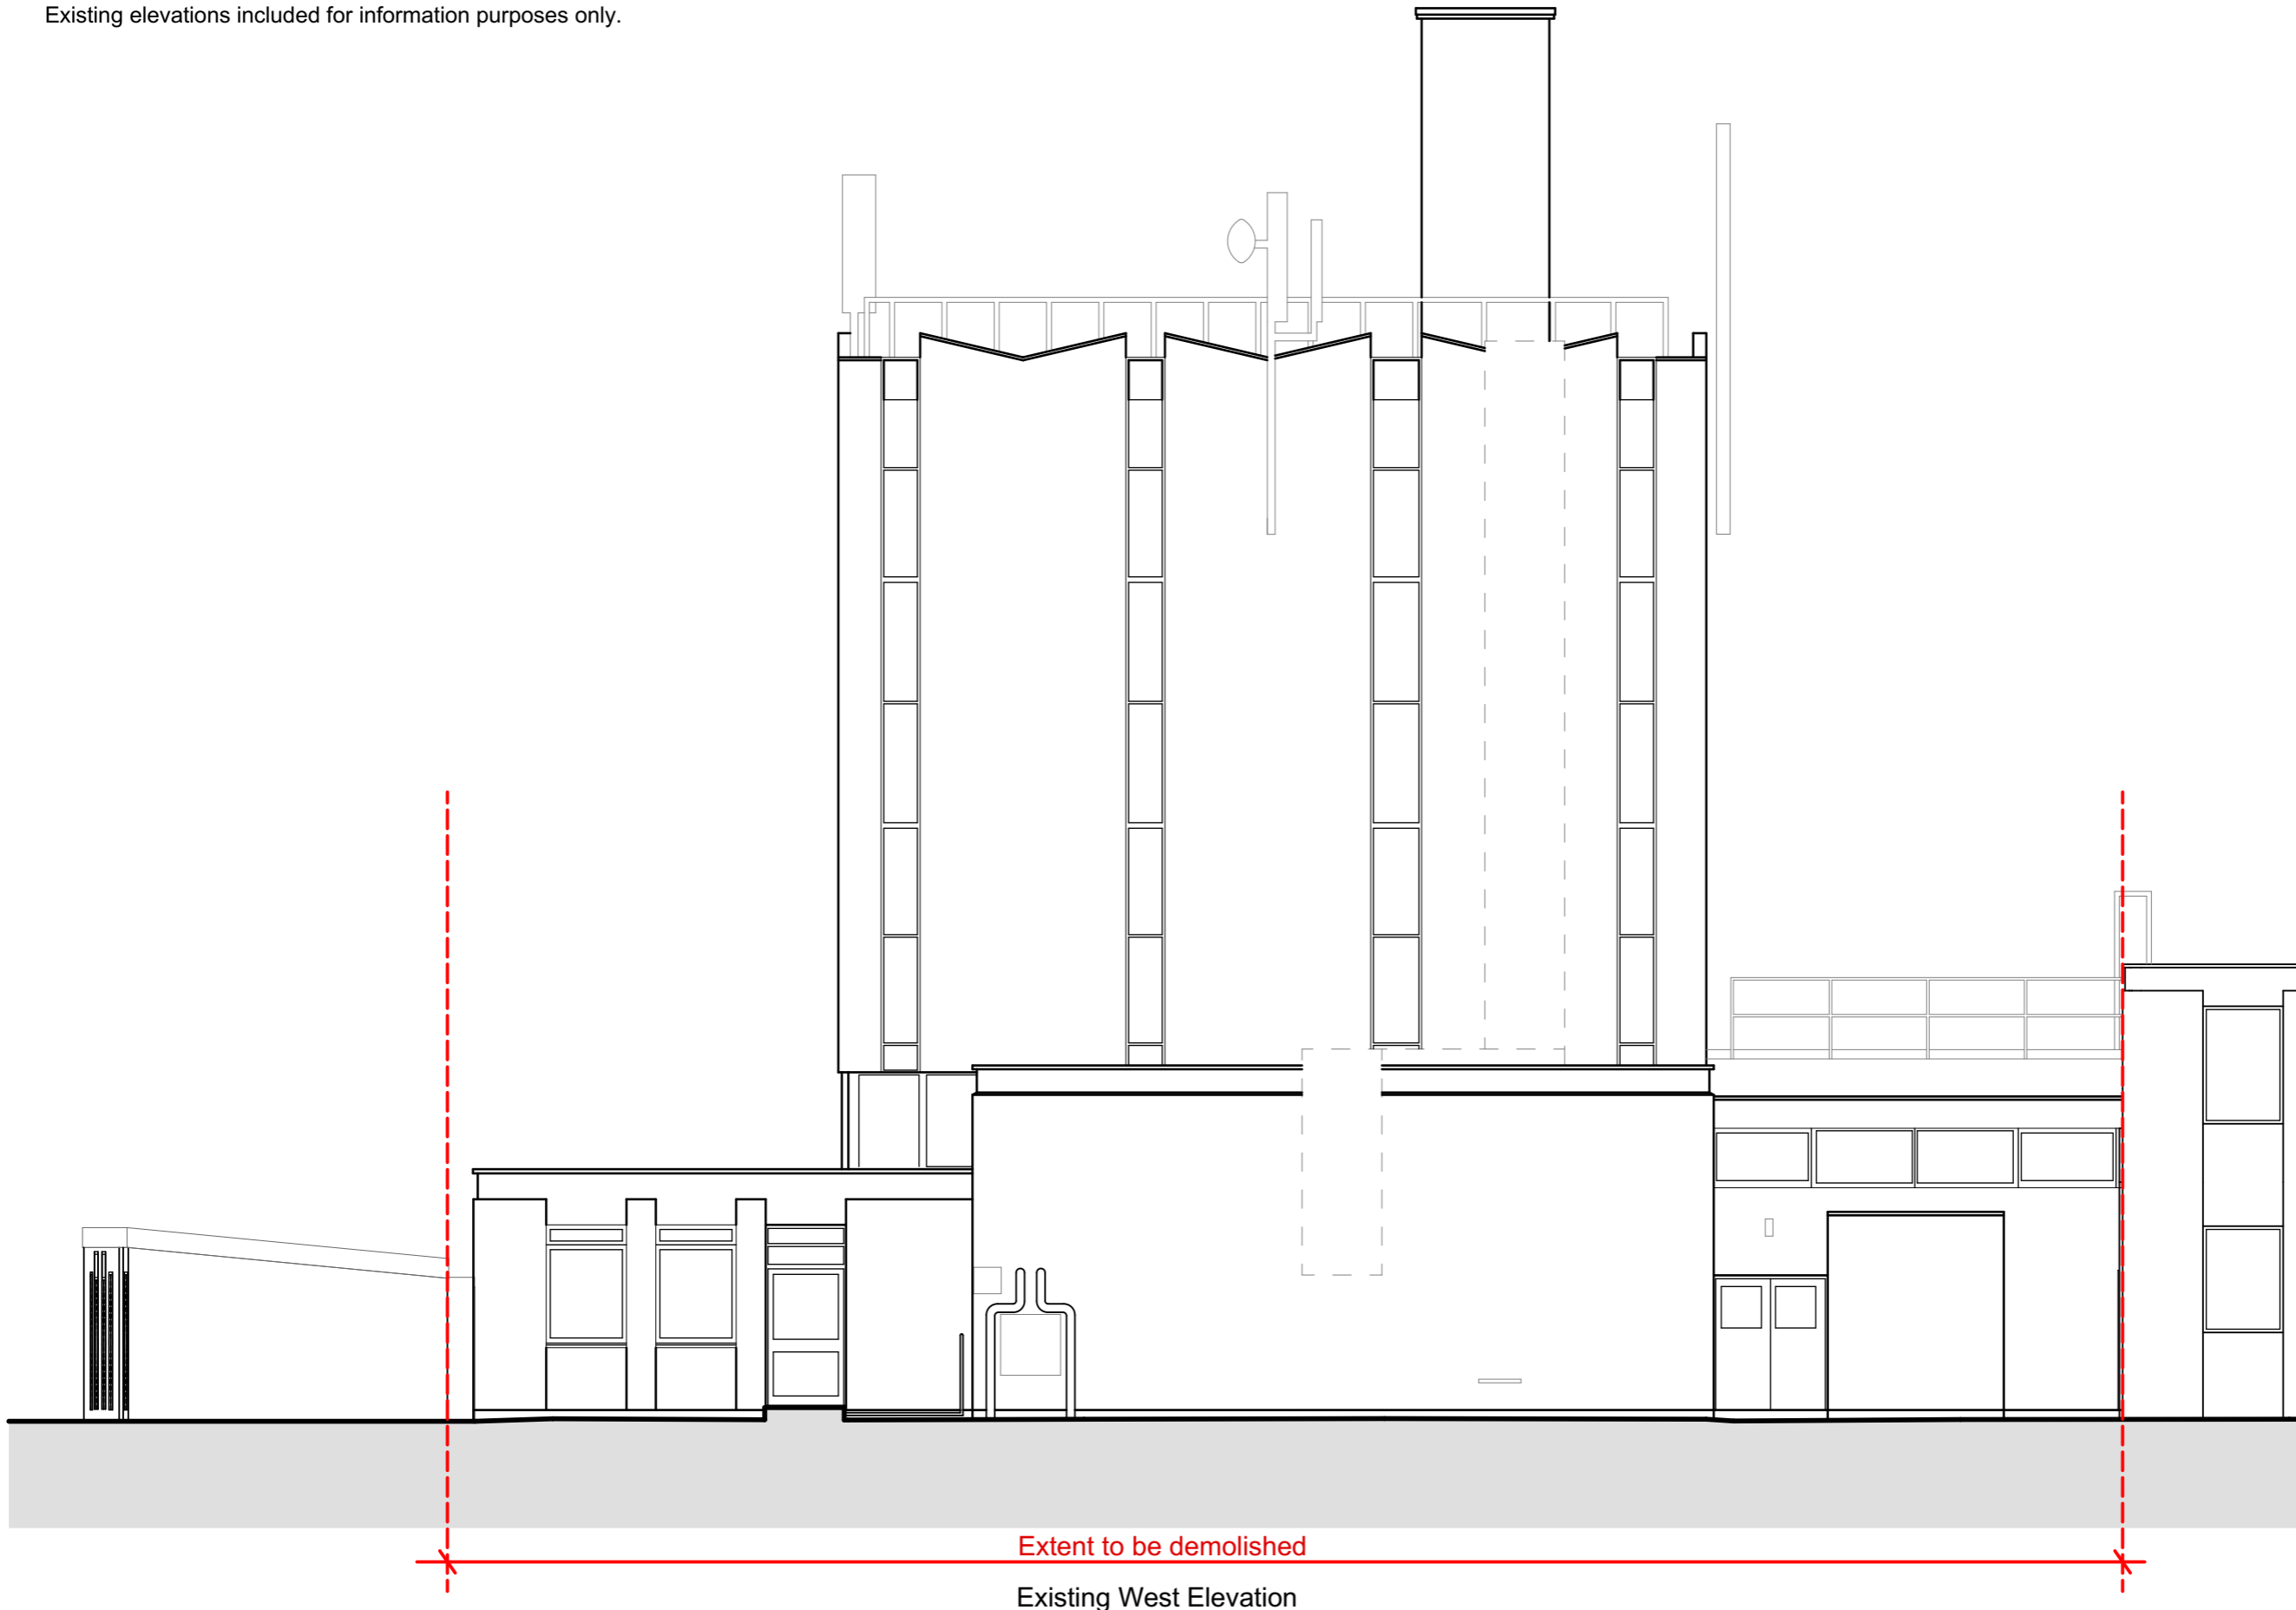 Existing elevations included for information purposes only.
Extent to be demolished
Existing West Elevation